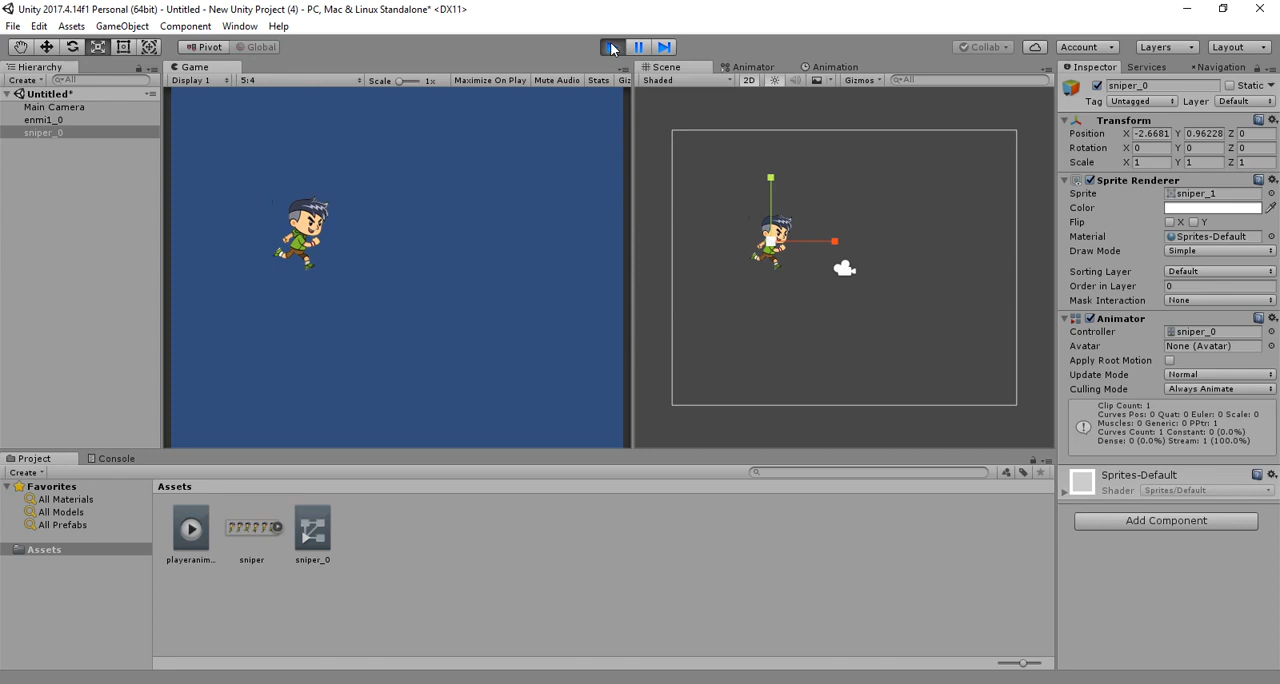 Unity 2017.4.14f1 Personal (64bit) - Untitled - New Unity Project (4) - PC, Mac & Linux Standalone* <DX11>
File Edit Assets GameObject Component Window Help
Pivot Global Collab Account Layers Layout
Hierarchy
Create All
Untitled*
Main Camera
enmi1_0
sniper_0
Game
Display 1 5:4 Scale 1x Maximize On Play Mute Audio Stats Giz
Scene Animator Animation
Shaded 2D Gizmos All
Inspector Services Navigation
sniper_0 Static
Tag Untagged Layer Default
Transform
Position X -2.6681 Y 0.96228 Z 0
Rotation X 0 Y 0 Z 0
Scale X 1 Y 1 Z 1
Sprite Renderer
Sprite sniper_1
Color
Flip X Y
Material Sprites-Default
Draw Mode Simple
Sorting Layer Default
Order in Layer 0
Mask Interaction None
Animator
Controller sniper_0
Avatar None (Avatar)
Apply Root Motion
Update Mode Normal
Culling Mode Always Animate
Clip Count: 1
Curves Pos: 0 Quat: 0 Euler: 0 Scale: 0
Muscles: 0 Generic: 0 PPtr: 1
Curves Count: 1 Constant: 0 (0.0%)
Dense: 0 (0.0%) Stream: 1 (100.0%)
Sprites-Default
Shader Sprites/Default
Add Component
Project Console
Create
Favorites
All Materials
All Models
All Prefabs
Assets
Assets
playeranim...
sniper
sniper_0